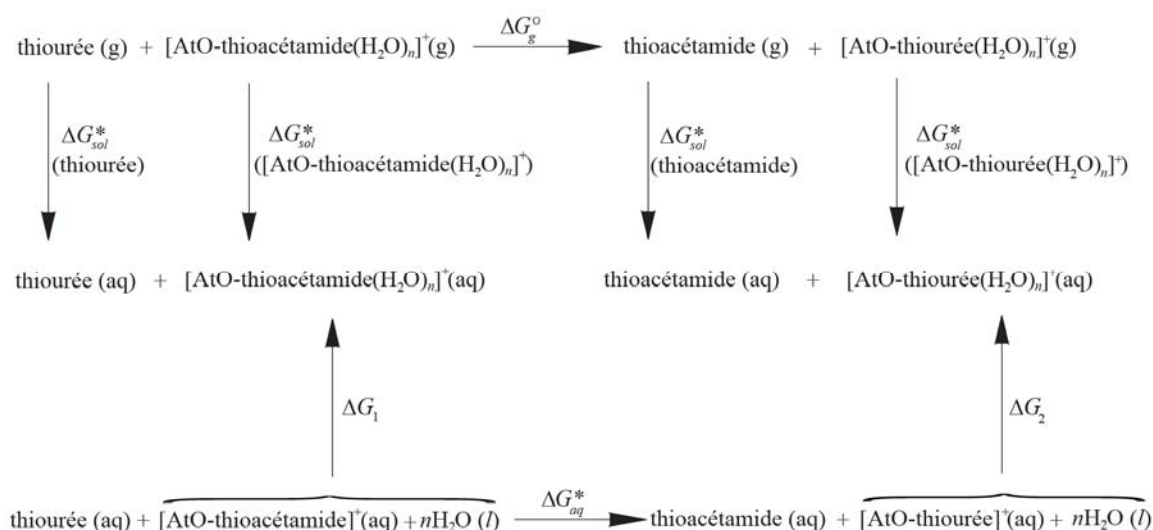 thiourée (g) + [AtO-thioacétamide(H₂O)ₙ]⁺(g) ΔG°g thioacétamide (g) + [AtO-thiourée(H₂O)ₙ]⁺(g)
ΔG*sol ΔG*sol ΔG*sol ΔG*sol
(thiourée) ([AtO-thioacétamide(H₂O)ₙ]⁺) (thioacétamide) ([AtO-thiourée(H₂O)ₙ]⁺)
thiourée (aq) + [AtO-thioacétamide(H₂O)ₙ]⁺(aq) thioacétamide (aq) + [AtO-thiourée(H₂O)ₙ]⁺(aq)
ΔG₁ ΔG₂
thiourée (aq) + [AtO-thioacétamide]⁺(aq) + nH₂O (l) ΔG*aq thioacétamide (aq) + [AtO-thiourée]⁺(aq) + nH₂O (l)